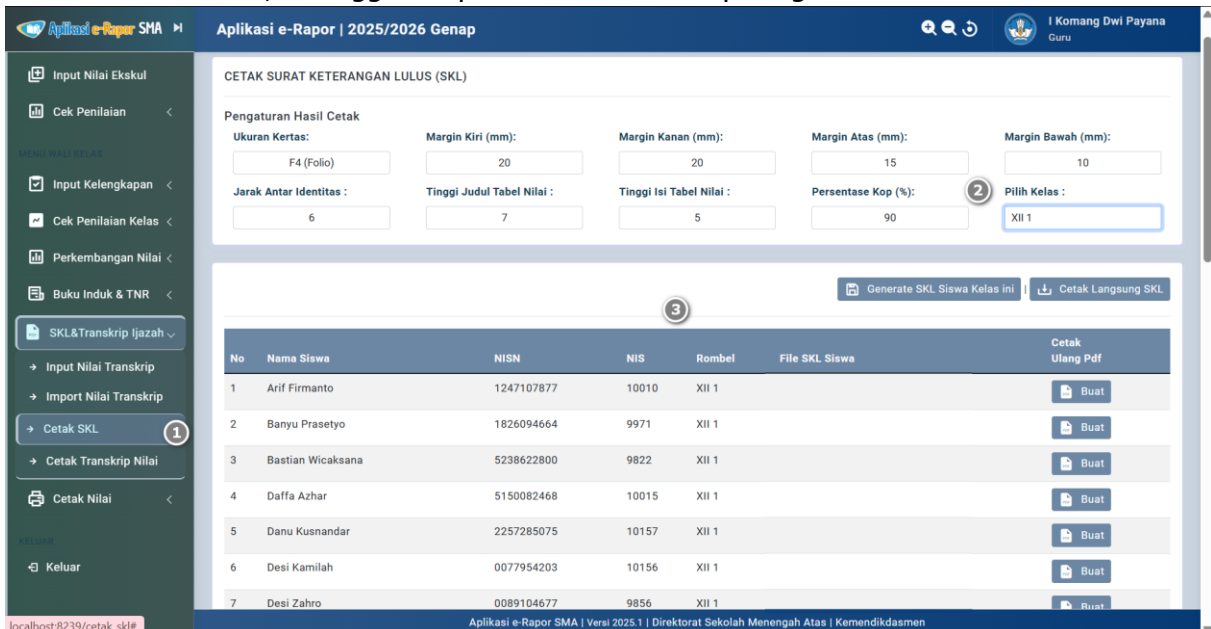 Aplikasi e-Rapor SMA
Aplikasi e-Rapor | 2025/2026 Genap
I Komang Dwi Payana
Guru
Input Nilai Ekskul
Cek Penilaian
MENU WALI KELAS
Input Kelengkapan
Cek Penilaian Kelas
Perkembangan Nilai
Buku Induk & TNR
SKL&Transkrip Ijazah
Input Nilai Transkrip
Import Nilai Transkrip
Cetak SKL
1
Cetak Transkrip Nilai
Cetak Nilai
KELUAR
Keluar
localhost:8239/cetak_skl#
CETAK SURAT KETERANGAN LULUS (SKL)
Pengaturan Hasil Cetak
Ukuran Kertas: Margin Kiri (mm): Margin Kanan (mm): Margin Atas (mm): Margin Bawah (mm):
F4 (Folio) 20 20 15 10
Jarak Antar Identitas : Tinggi Judul Tabel Nilai : Tinggi Isi Tabel Nilai : Persentase Kop (%): 2 Pilih Kelas :
6 7 5 90 XII 1
Generate SKL Siswa Kelas ini | Cetak Langsung SKL
3
No Nama Siswa NISN NIS Rombel File SKL Siswa Cetak Ulang Pdf
1 Arif Firmanto 1247107877 10010 XII 1 Buat
2 Banyu Prasetyo 1826094664 9971 XII 1 Buat
3 Bastian Wicaksana 5238622800 9822 XII 1 Buat
4 Daffa Azhar 5150082468 10015 XII 1 Buat
5 Danu Kusnandar 2257285075 10157 XII 1 Buat
6 Desi Kamilah 0077954203 10156 XII 1 Buat
7 Desi Zahro 0089104677 9856 XII 1 Buat
Aplikasi e-Rapor SMA | Versi 2025.1 | Direktorat Sekolah Menengah Atas | Kemendikdasmen